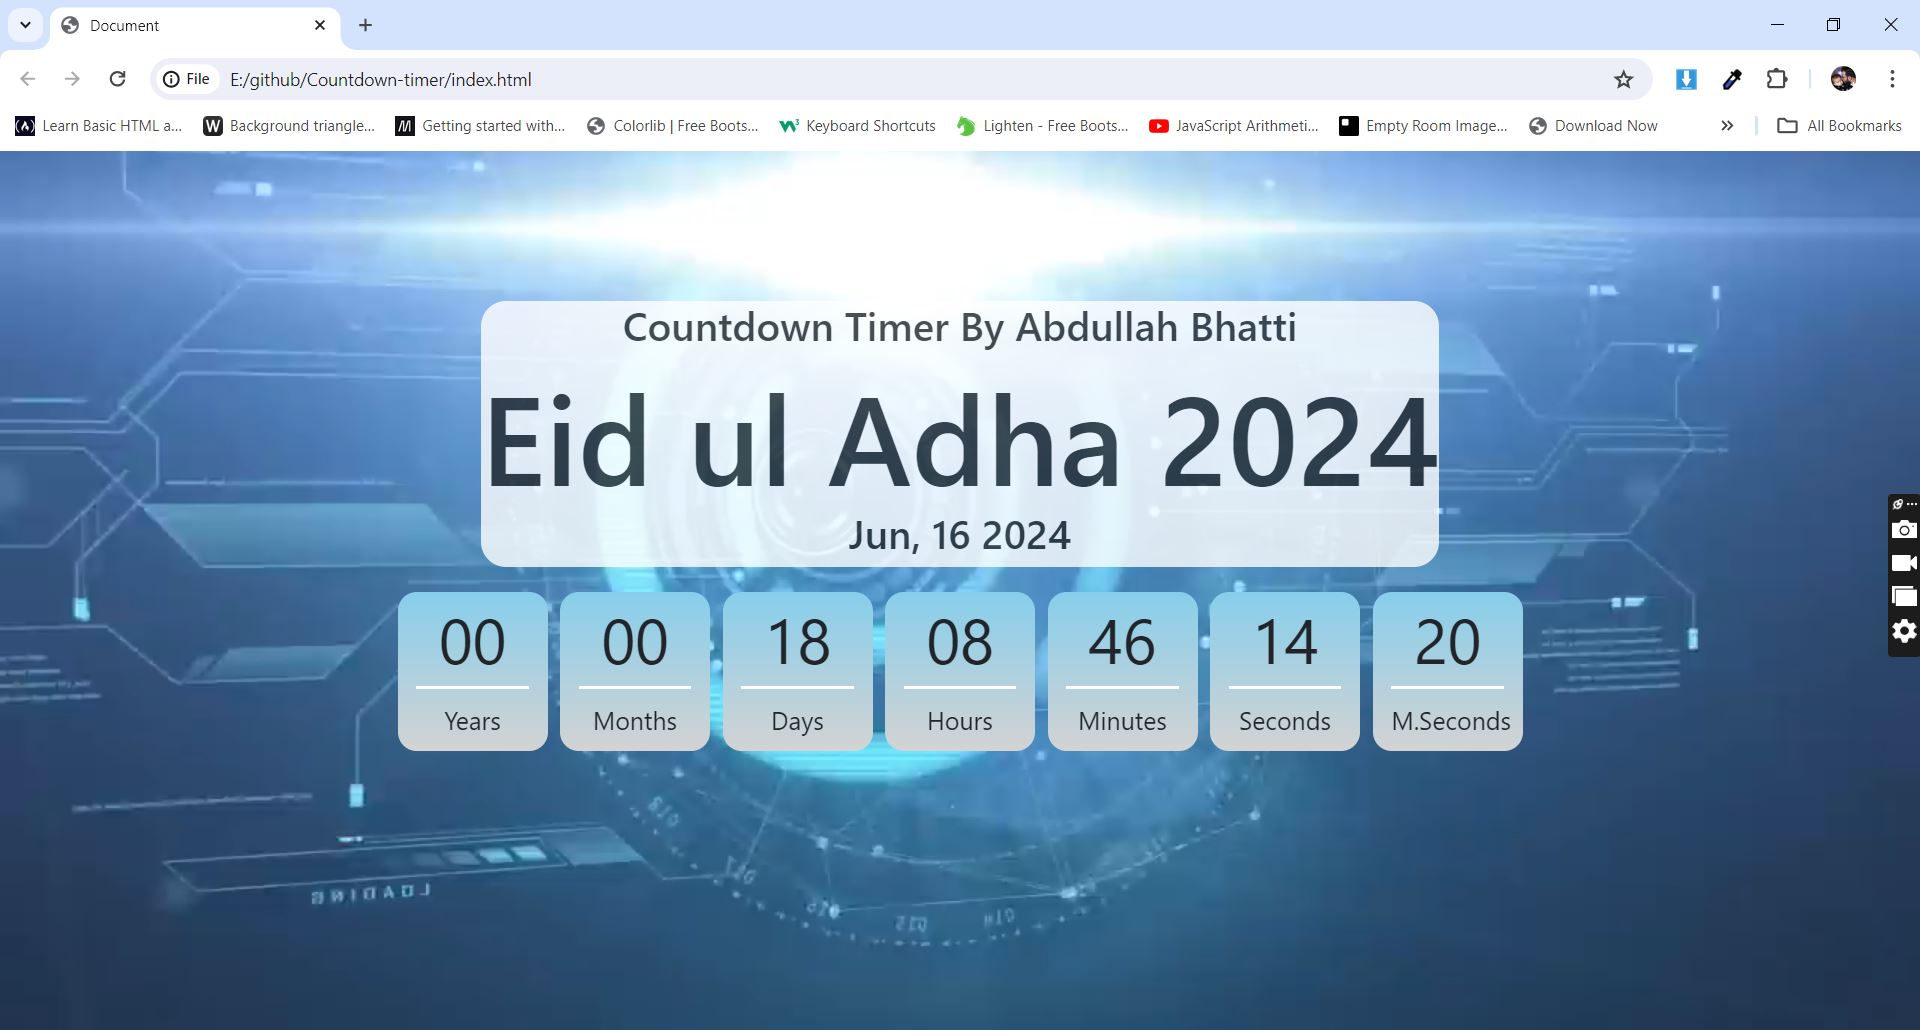 Document
File
E:/github/Countdown-timer/index.html
Learn Basic HTML a... Background triangle... Getting started with... Colorlib | Free Boots... Keyboard Shortcuts Lighten - Free Boots... JavaScript Arithmeti... Empty Room Image... Download Now » All Bookmarks
Countdown Timer By Abdullah Bhatti
Eid ul Adha 2024
Jun, 16 2024
00 00 18 08 46 14 20
Years Months Days Hours Minutes Seconds M.Seconds
LOADING